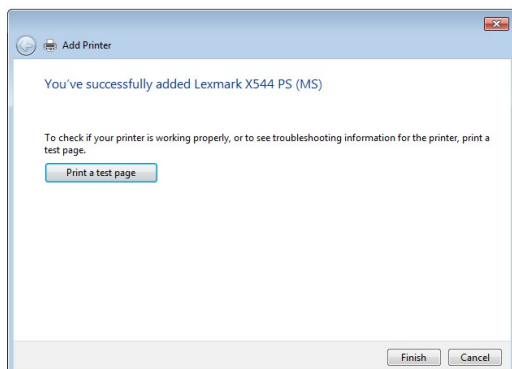 Add Printer
You've successfully added Lexmark X544 PS (MS)
To check if your printer is working properly, or to see troubleshooting information for the printer, print a
test page.
Print a test page
Finish Cancel